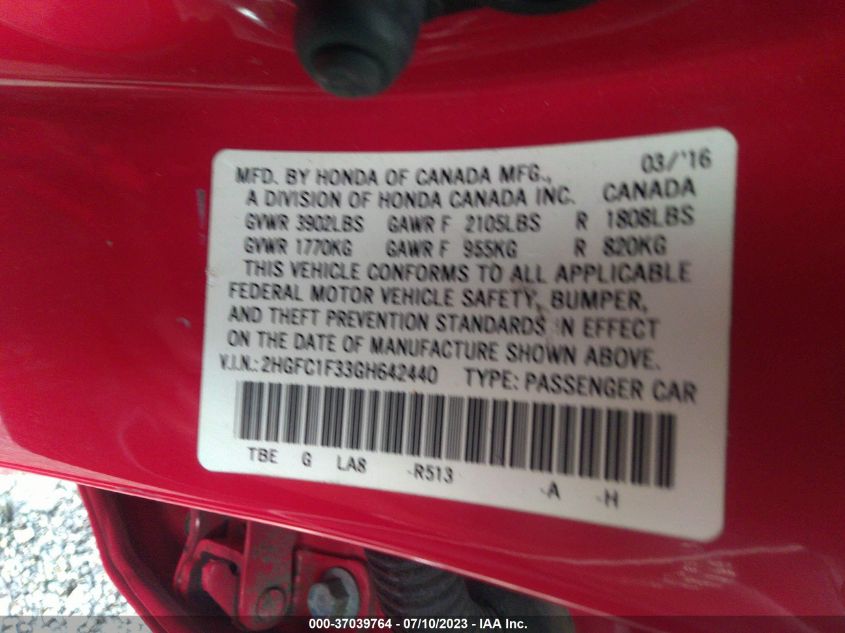 03/'16
MFD. BY HONDA OF CANADA MFG.,
A DIVISION OF HONDA CANADA INC. CANADA
GVWR 3902LBS GAWR F 2105LBS R 1808LBS
GVWR 1770KG GAWR F 955KG R 820KG
THIS VEHICLE CONFORMS TO ALL APPLICABLE
FEDERAL MOTOR VEHICLE SAFETY, BUMPER,
AND THEFT PREVENTION STANDARDS IN EFFECT
ON THE DATE OF MANUFACTURE SHOWN ABOVE.
V.I.N.: 2HGFC1F33GH642440 TYPE: PASSENGER CAR
TBE G LA8 -R513 -A -H
000-37039764 / 07/10/2023 - IAA Inc.